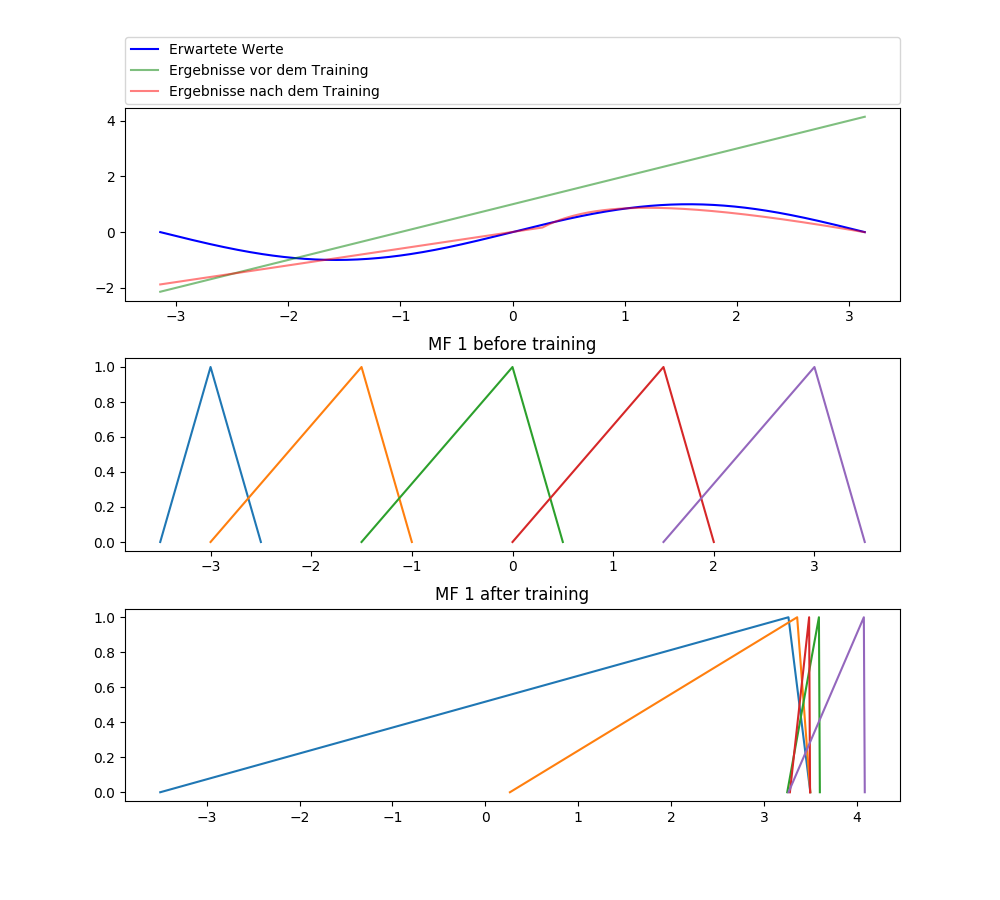 Erwartete Werte
Ergebnisse vor dem Training
Ergebnisse nach dem Training
4
2
0
−2
−3 −2 −1 0 1 2 3
MF 1 before training
1.0
0.8
0.6
0.4
0.2
0.0
−3 −2 −1 0 1 2 3
MF 1 after training
1.0
0.8
0.6
0.4
0.2
0.0
−3 −2 −1 0 1 2 3 4